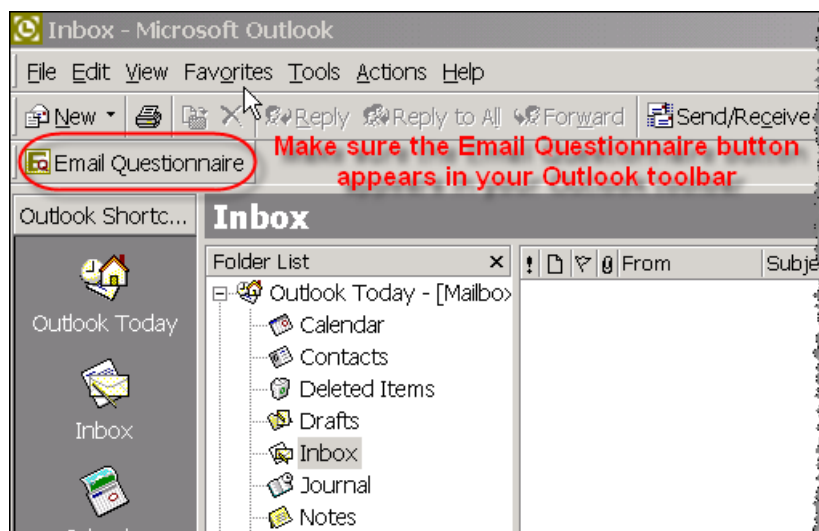 Inbox - Microsoft Outlook
File Edit View Favorites Tools Actions Help
New Reply Reply to All Forward Send/Receive
Email Questionnaire
Make sure the Email Questionnaire button
appears in your Outlook toolbar
Outlook Shortc...
Inbox
Folder List
! From Subje
Outlook Today - [Mailbox
Outlook Today
Calendar
Contacts
Deleted Items
Inbox
Drafts
Inbox
Journal
Notes